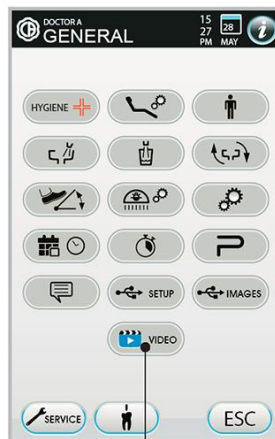 DOCTOR A
GENERAL
15
27
PM
28
MAY
i
HYGIENE
SETUP
IMAGES
VIDEO
SERVICE
ESC